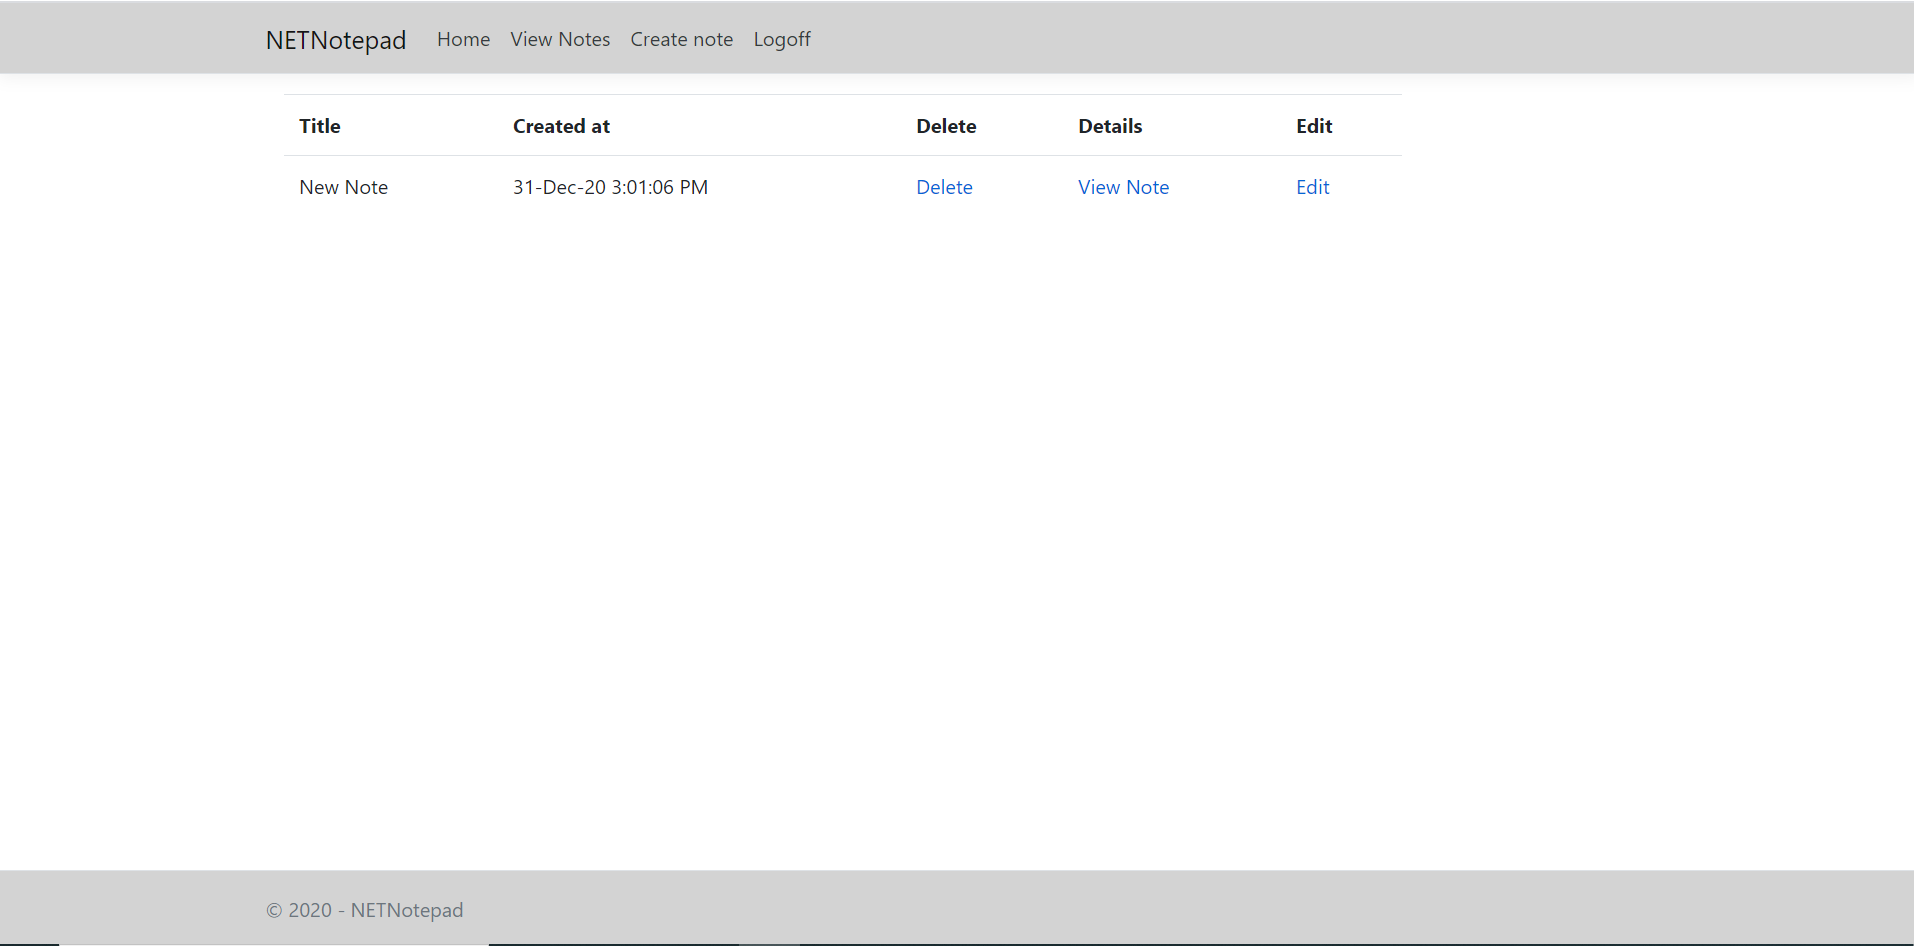 NETNotepad Home View Notes Create note Logoff
Title Created at Delete Details Edit
New Note 31-Dec-20 3:01:06 PM Delete View Note Edit
© 2020 - NETNotepad